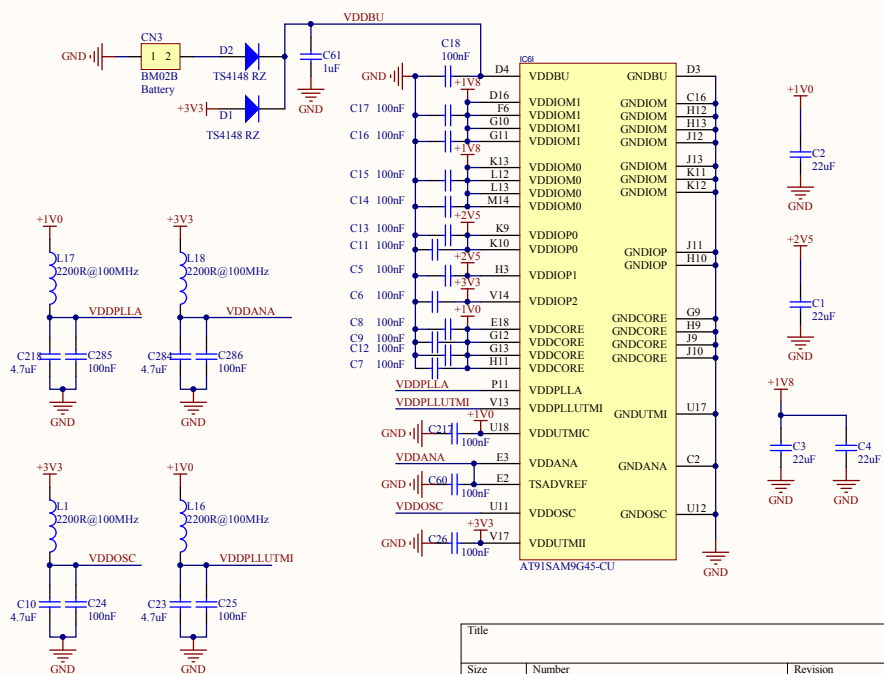 VDDBU
CN3
GND
1 2
BM02B
Battery
D2
TS4148 RZ
+3V3
D1
TS4148 RZ
C61
1uF
GND
C18
100nF
GND
IC6I
D4 VDDBU GNDBU D3
+1V8
D16 VDDIOM1 GNDIOM C16
C17 100nF F6 VDDIOM1 GNDIOM H12
G10 VDDIOM1 GNDIOM H13
C16 100nF G11 VDDIOM1 GNDIOM J12
+1V8
K13 VDDIOM0 GNDIOM J13
C15 100nF L12 VDDIOM0 GNDIOM K11
L13 VDDIOM0 GNDIOM K12
C14 100nF M14 VDDIOM0
+2V5
C13 100nF K9 VDDIOP0 GNDIOP J11
C11 100nF K10 VDDIOP0 GNDIOP H10
+2V5
C5 100nF H3 VDDIOP1
+3V3
C6 100nF V14 VDDIOP2
+1V0
C8 100nF E18 VDDCORE GNDCORE G9
C9 100nF G12 VDDCORE GNDCORE H9
C12 100nF G13 VDDCORE GNDCORE J9
C7 100nF H11 VDDCORE GNDCORE J10
VDDPLLA P11 VDDPLLA
VDDPLLUTMI V13 VDDPLLUTMI GNDUTMI U17
+1V0
GND C217 100nF U18 VDDUTMIC
VDDANA E3 VDDANA GNDANA C2
GND C60 100nF E2 TSADVREF
VDDOSC U11 VDDOSC GNDOSC U12
+3V3
GND C26 100nF V17 VDDUTMII
GND
AT91SAM9G45-CU
+1V0
C2
22uF
GND
+2V5
C1
22uF
GND
+1V8
C3
22uF
GND
C4
22uF
GND
+1V0
L17
2200R@100MHz
VDDPLLA
C218
4.7uF
C285
100nF
GND
+3V3
L18
2200R@100MHz
VDDANA
C284
4.7uF
C286
100nF
GND
+3V3
L1
2200R@100MHz
VDDOSC
C10
4.7uF
C24
100nF
GND
+1V0
L16
2200R@100MHz
VDDPLLUTMI
C23
4.7uF
C25
100nF
GND
Title
Size Number Revision